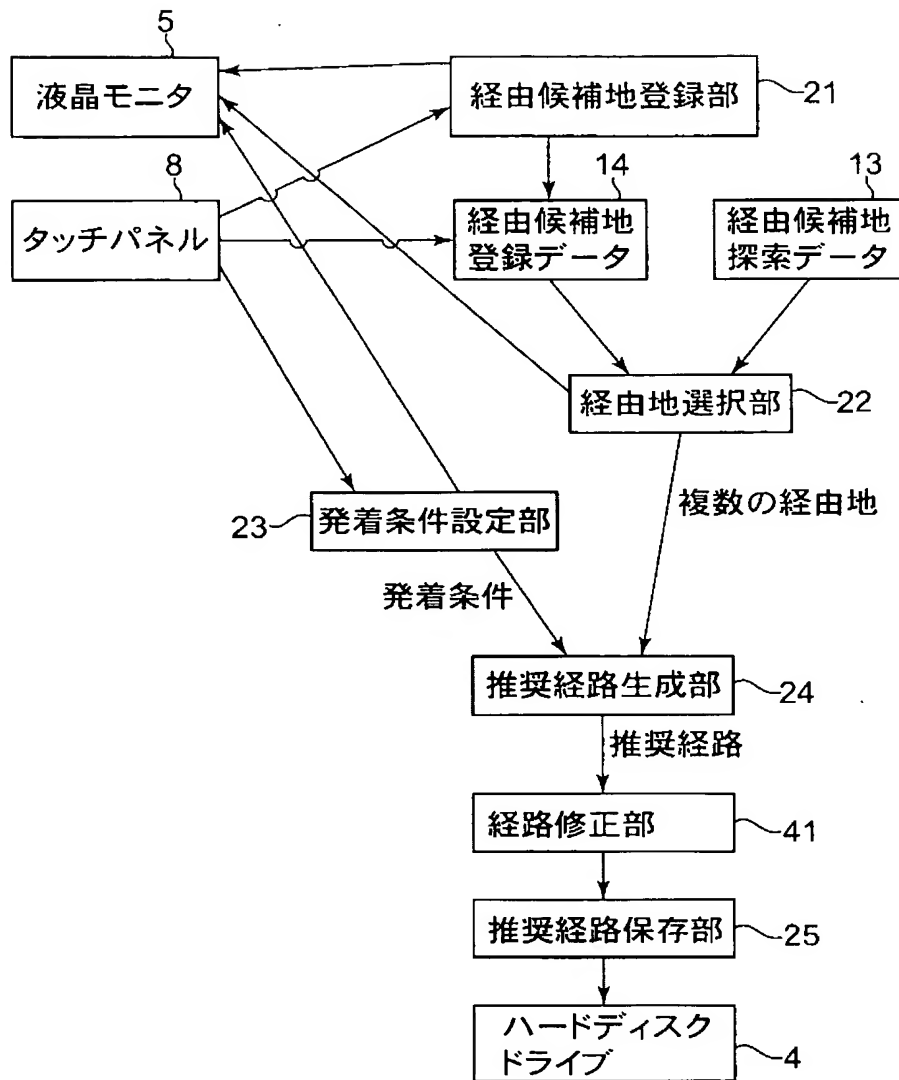 5
液晶モニタ
経由候補地登録部
21
8
14
13
タッチパネル
経由候補地
登録データ
経由候補地
探索データ
経由地選択部
22
複数の経由地
23
発着条件設定部
発着条件
推奨経路生成部
24
推奨経路
経路修正部
41
推奨経路保存部
25
ハードディスク
ドライブ
4